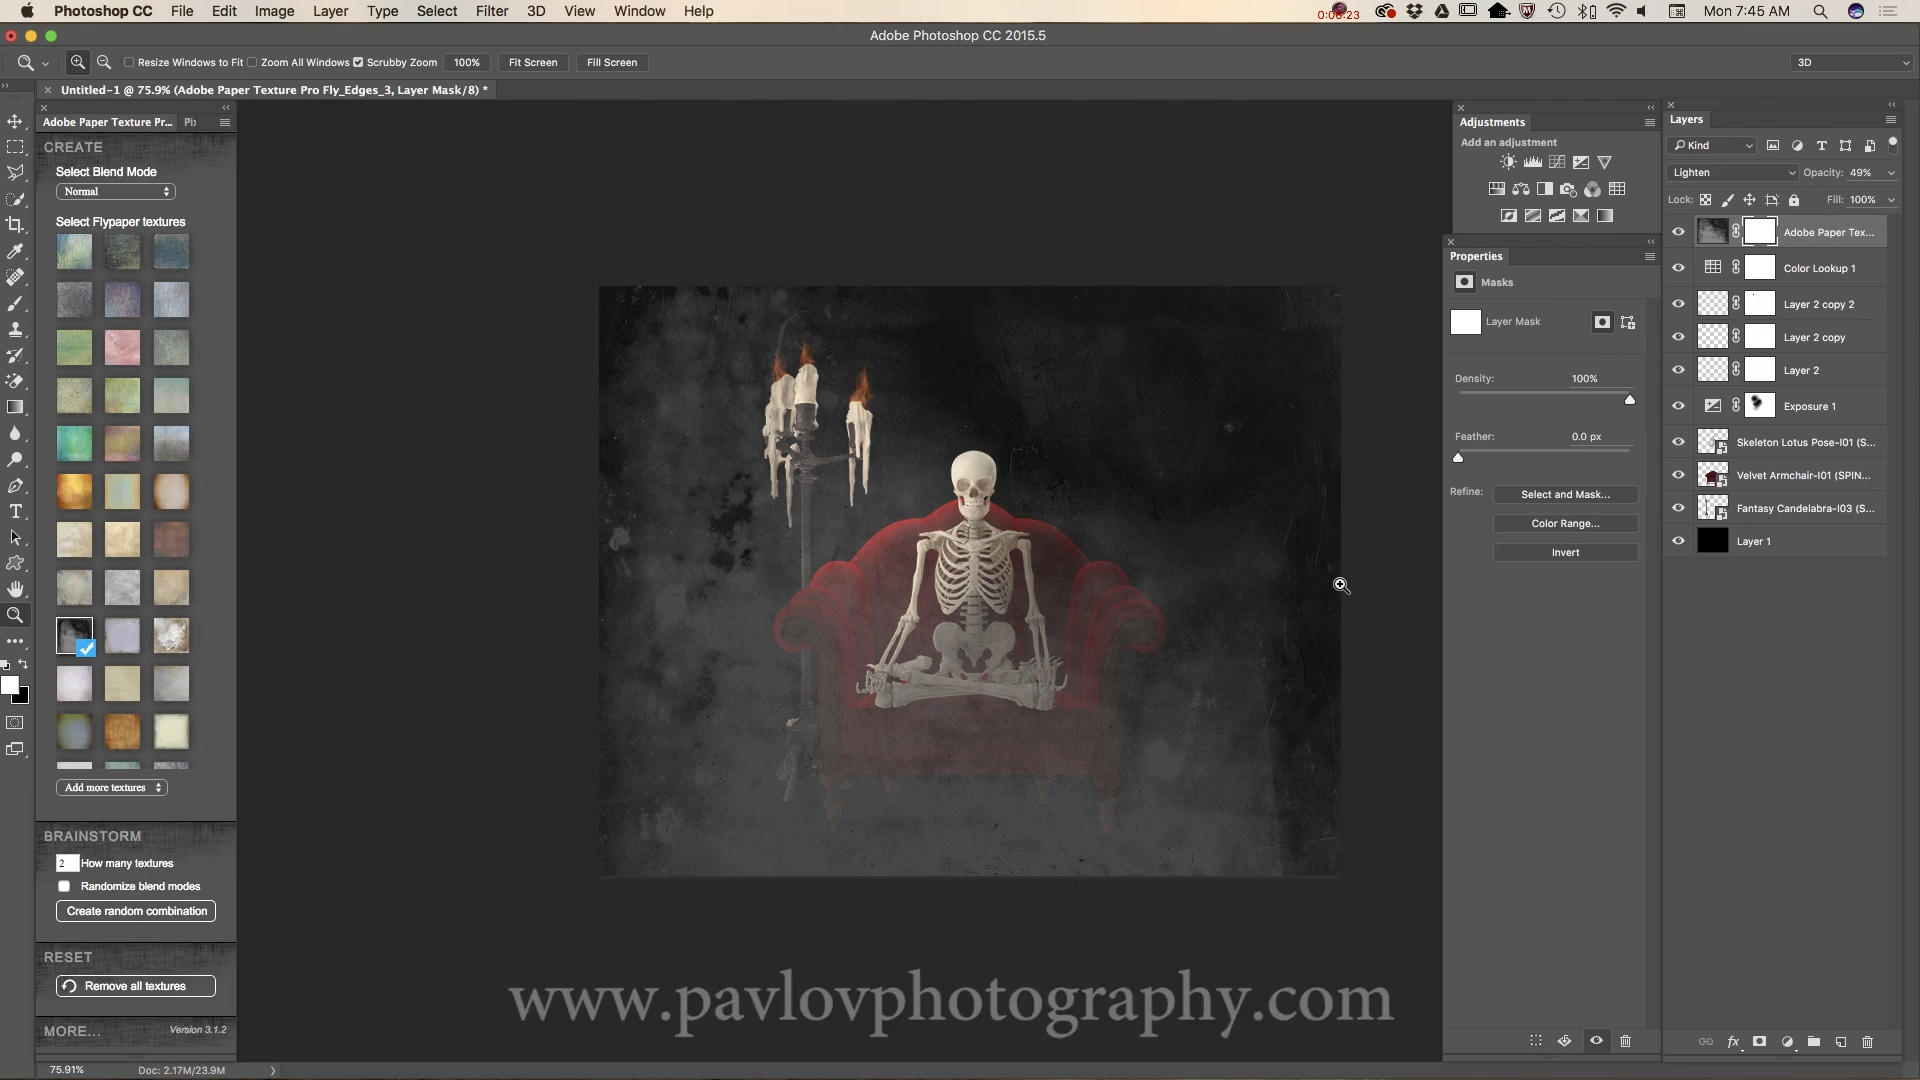 Photoshop CC File Edit Image Layer Type Select Filter 3D View Window Help
0:06:23
Mon 7:45 AM
Adobe Photoshop CC 2015.5
Resize Windows to Fit Zoom All Windows Scrubby Zoom 100% Fit Screen Fill Screen
3D
Untitled-1 @ 75.9% (Adobe Paper Texture Pro Fly_Edges_3, Layer Mask/8) *
Adobe Paper Texture Pr...
CREATE
Select Blend Mode
Normal
Select Flypaper textures
Add more textures
BRAINSTORM
2 How many textures
Randomize blend modes
Create random combination
RESET
Remove all textures
MORE...
Version 3.1.2
75.91%
Doc: 2.17M/23.9M
www.pavlovphotography.com
Adjustments
Add an adjustment
Properties
Masks
Layer Mask
Density: 100%
Feather: 0.0 px
Refine:
Select and Mask...
Color Range...
Invert
Layers
Kind
Lighten
Opacity: 49%
Lock:
Fill: 100%
Adobe Paper Tex...
Color Lookup 1
Layer 2 copy 2
Layer 2 copy
Layer 2
Exposure 1
Skeleton Lotus Pose-I01 (S...
Velvet Armchair-I01 (SPIN...
Fantasy Candelabra-I03 (S...
Layer 1